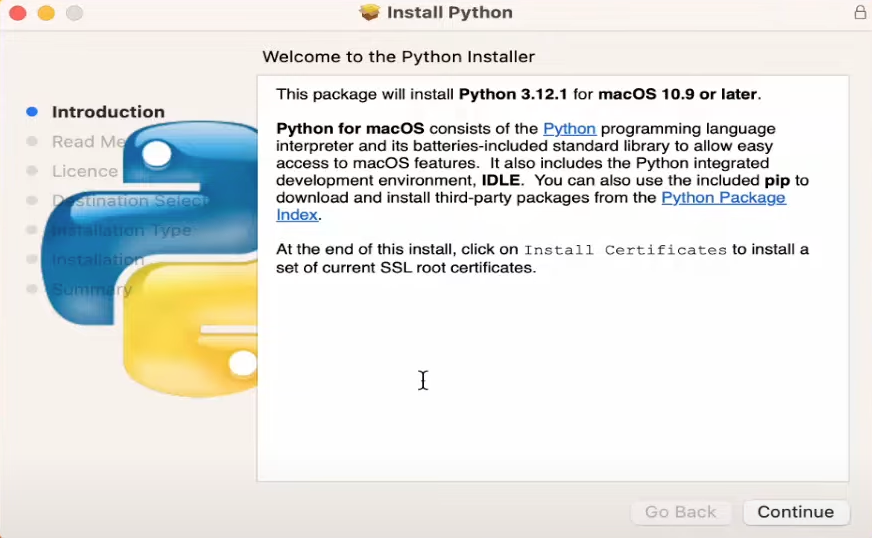 Install Python
Welcome to the Python Installer
Introduction
Read Me
Licence
Destination Select
Installation Type
Installation
Summary
This package will install Python 3.12.1 for macOS 10.9 or later.
Python for macOS consists of the Python programming language
interpreter and its batteries-included standard library to allow easy
access to macOS features. It also includes the Python integrated
development environment, IDLE. You can also use the included pip to
download and install third-party packages from the Python Package
Index.
At the end of this install, click on Install Certificates to install a
set of current SSL root certificates.
Go Back
Continue